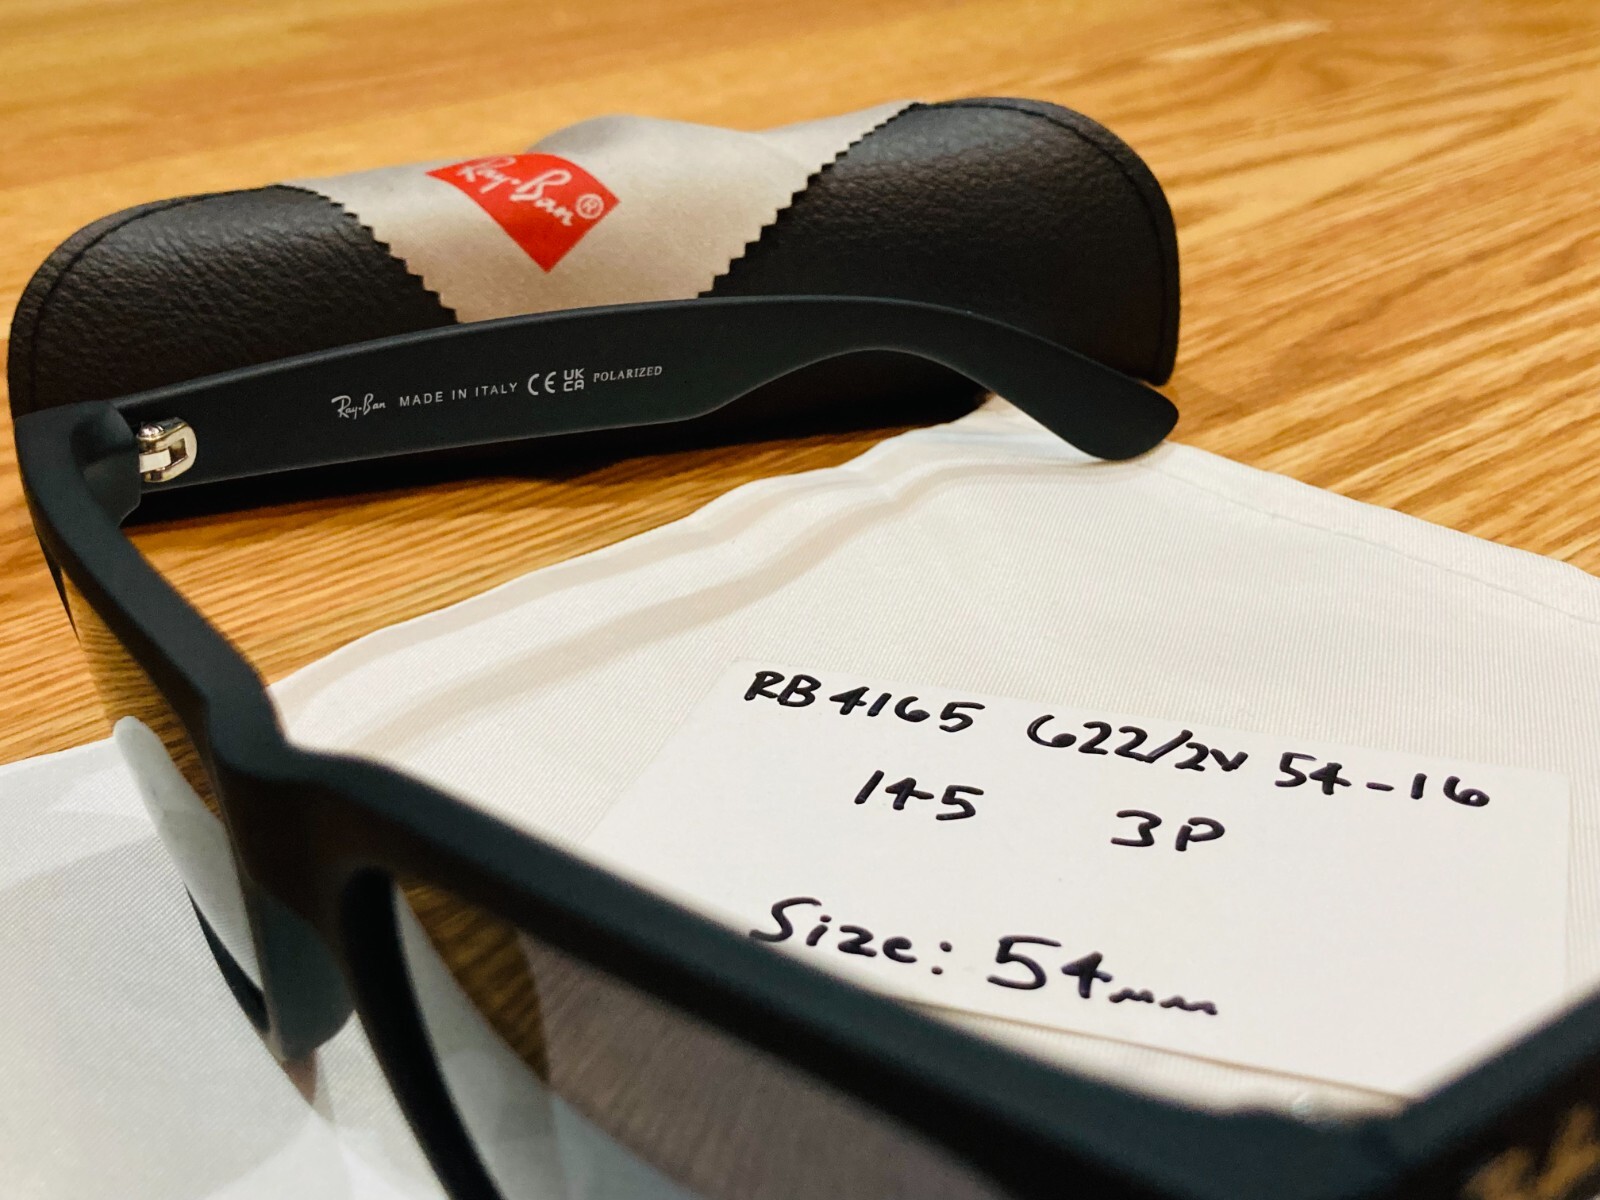 Ray-Ban®
Ray-Ban MADE IN ITALY CE UK CA POLARIZED
RB4165 622/2V 54-16
145 3P
Size: 54mm